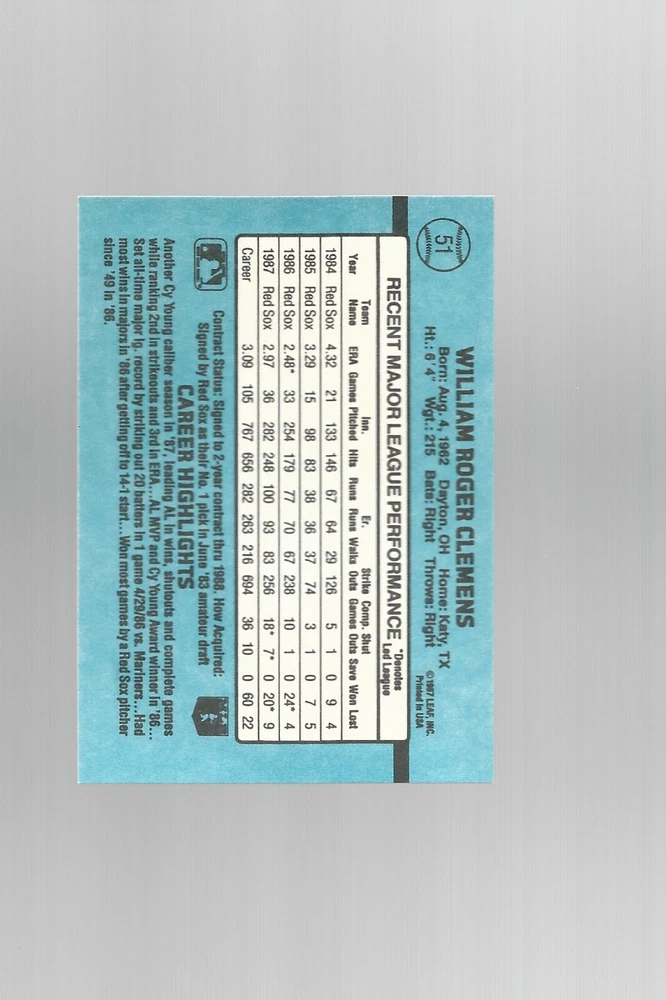 51
WILLIAM ROGER CLEMENS
Born: Aug. 4, 1962 Dayton, OH Home: Katy, TX
Ht.: 6' 4" Wgt.: 215 Bats: Right Throws: Right
©1987 LEAF, INC.
Printed in USA
RECENT MAJOR LEAGUE PERFORMANCE *Denotes Led League
Year Team Name ERA Games Inn. Pitched Hits Runs Er. Runs Walks Strike Outs Comp. Games Shut Outs Save Won Lost
1984 Red Sox 4.32 21 133 146 67 64 29 126 5 1 0 9 4
1985 Red Sox 3.29 15 98 83 38 36 37 74 3 1 0 7 5
1986 Red Sox 2.48* 33 254 179 77 70 67 238 10 1 0 24* 4
1987 Red Sox 2.97 36 282 248 100 93 83 256 18* 7* 0 20* 9
Career 3.09 105 767 656 282 263 216 694 36 10 0 60 22
Contract Status: Signed to 2-year contract thru 1988. How Acquired:
Signed by Red Sox as their No. 1 pick in June '83 amateur draft
CAREER HIGHLIGHTS
Another Cy Young caliber season in '87, leading AL in wins, shutouts and complete games
while ranking 2nd in strikeouts and 3rd in ERA...AL MVP and Cy Young Award winner in '86...
Set all-time major lg. record by striking out 20 batters in 1 game 4/29/86 vs. Mariners...Had
most wins in majors in '86 after getting off to 14-1 start...Won most games by a Red Sox pitcher
since '49 in '86.